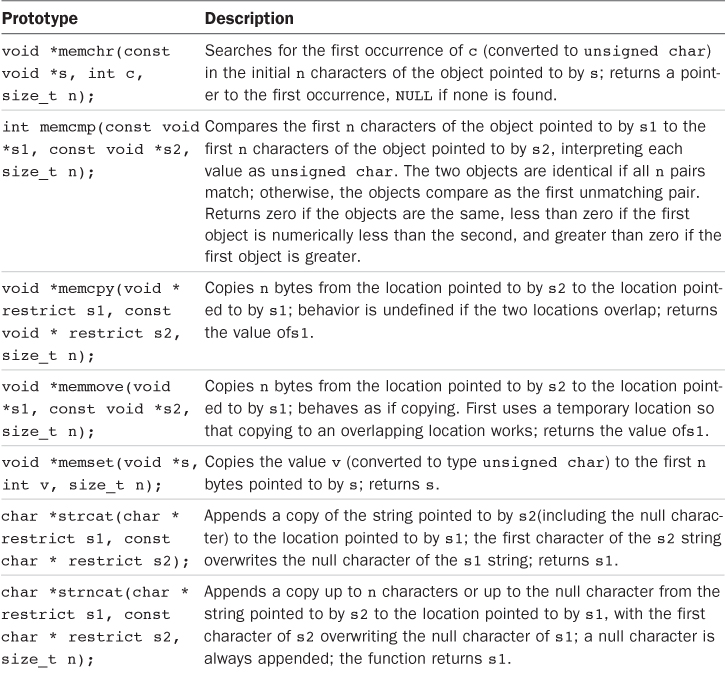 Prototype Description
void *memchr(const Searches for the first occurrence of c (converted to unsigned char)
void *s, int c, in the initial n characters of the object pointed to by s; returns a point-
size_t n); er to the first occurrence, NULL if none is found.
int memcmp(const void Compares the first n characters of the object pointed to by s1 to the
*s1, const void *s2, first n characters of the object pointed to by s2, interpreting each
size_t n); value as unsigned char. The two objects are identical if all n pairs
match; otherwise, the objects compare as the first unmatching pair.
Returns zero if the objects are the same, less than zero if the first
object is numerically less than the second, and greater than zero if the
first object is greater.
void *memcpy(void * Copies n bytes from the location pointed to by s2 to the location point-
restrict s1, const ed to by s1; behavior is undefined if the two locations overlap; returns
void * restrict s2, the value ofs1.
size_t n);
void *memmove(void Copies n bytes from the location pointed to by s2 to the location point-
*s1, const void *s2, ed to by s1; behaves as if copying. First uses a temporary location so
size_t n); that copying to an overlapping location works; returns the value ofs1.
void *memset(void *s, Copies the value v (converted to type unsigned char) to the first n
int v, size_t n); bytes pointed to by s; returns s.
char *strcat(char * Appends a copy of the string pointed to by s2(including the null charac-
restrict s1, const ter) to the location pointed to by s1; the first character of the s2 string
char * restrict s2); overwrites the null character of the s1 string; returns s1.
char *strncat(char * Appends a copy up to n characters or up to the null character from the
restrict s1, const string pointed to by s2 to the location pointed to by s1, with the first
char * restrict s2, character of s2 overwriting the null character of s1; a null character is
size_t n); always appended; the function returns s1.